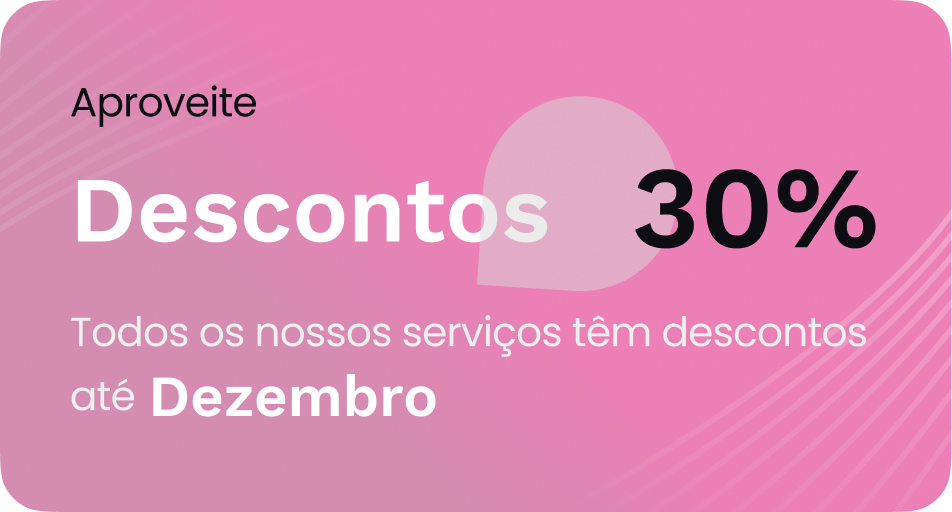 Aproveite
Descontos 30%
Todos os nossos serviços têm descontos
até Dezembro